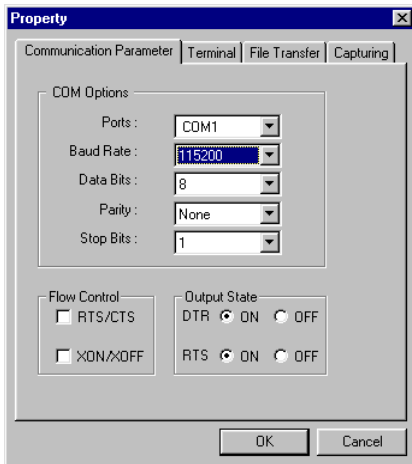 Property
Communication Parameter Terminal File Transfer Capturing
COM Options
Ports : COM1
Baud Rate : 115200
Data Bits : 8
Parity : None
Stop Bits : 1
Flow Control Output State
RTS/CTS DTR ON OFF
XON/XOFF RTS ON OFF
OK Cancel